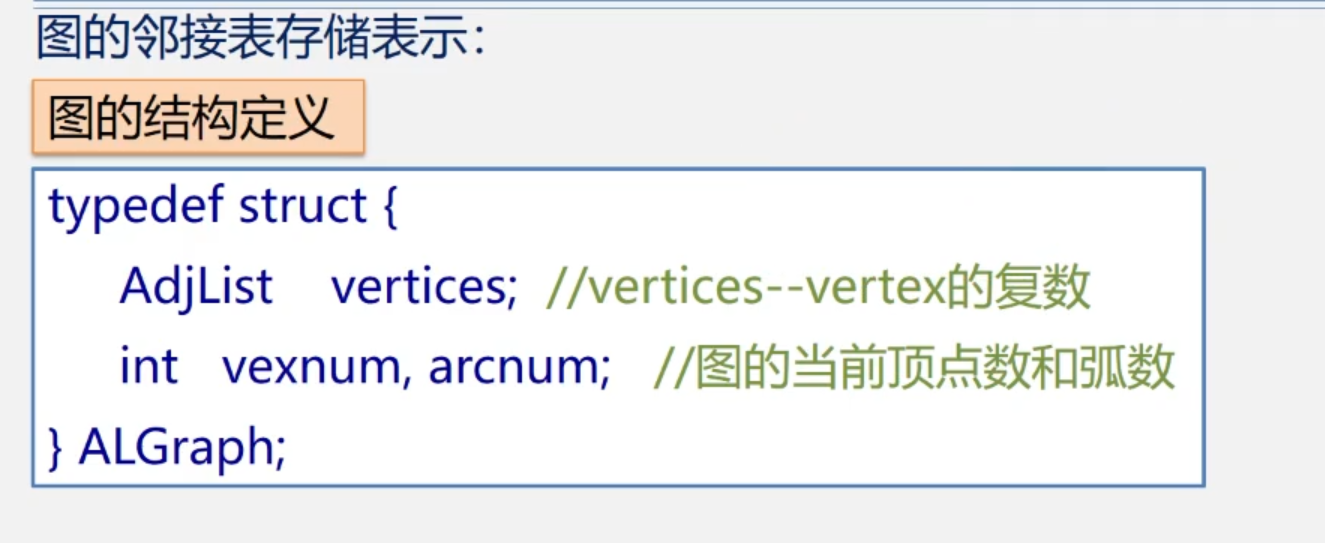 图的邻接表存储表示：
图的结构定义
typedef struct {
AdjList vertices; //vertices--vertex的复数
int vexnum, arcnum; //图的当前顶点数和弧数
} ALGraph;